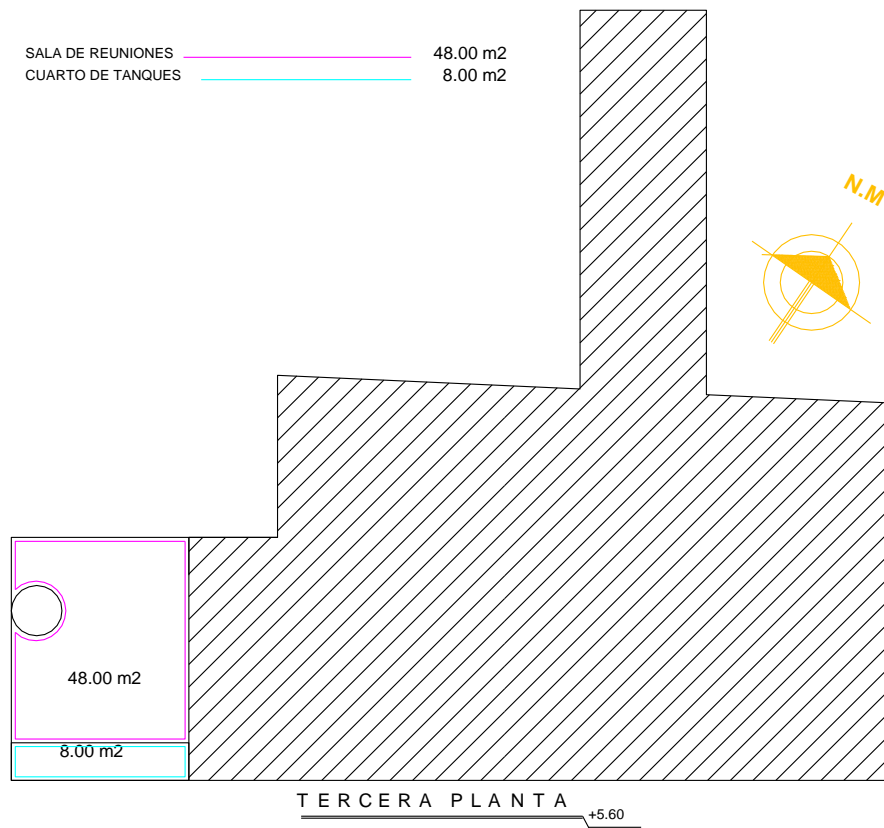 SALA DE REUNIONES 48.00 m2
CUARTO DE TANQUES 8.00 m2
N.M
48.00 m2
8.00 m2
TERCERA PLANTA
+5.60